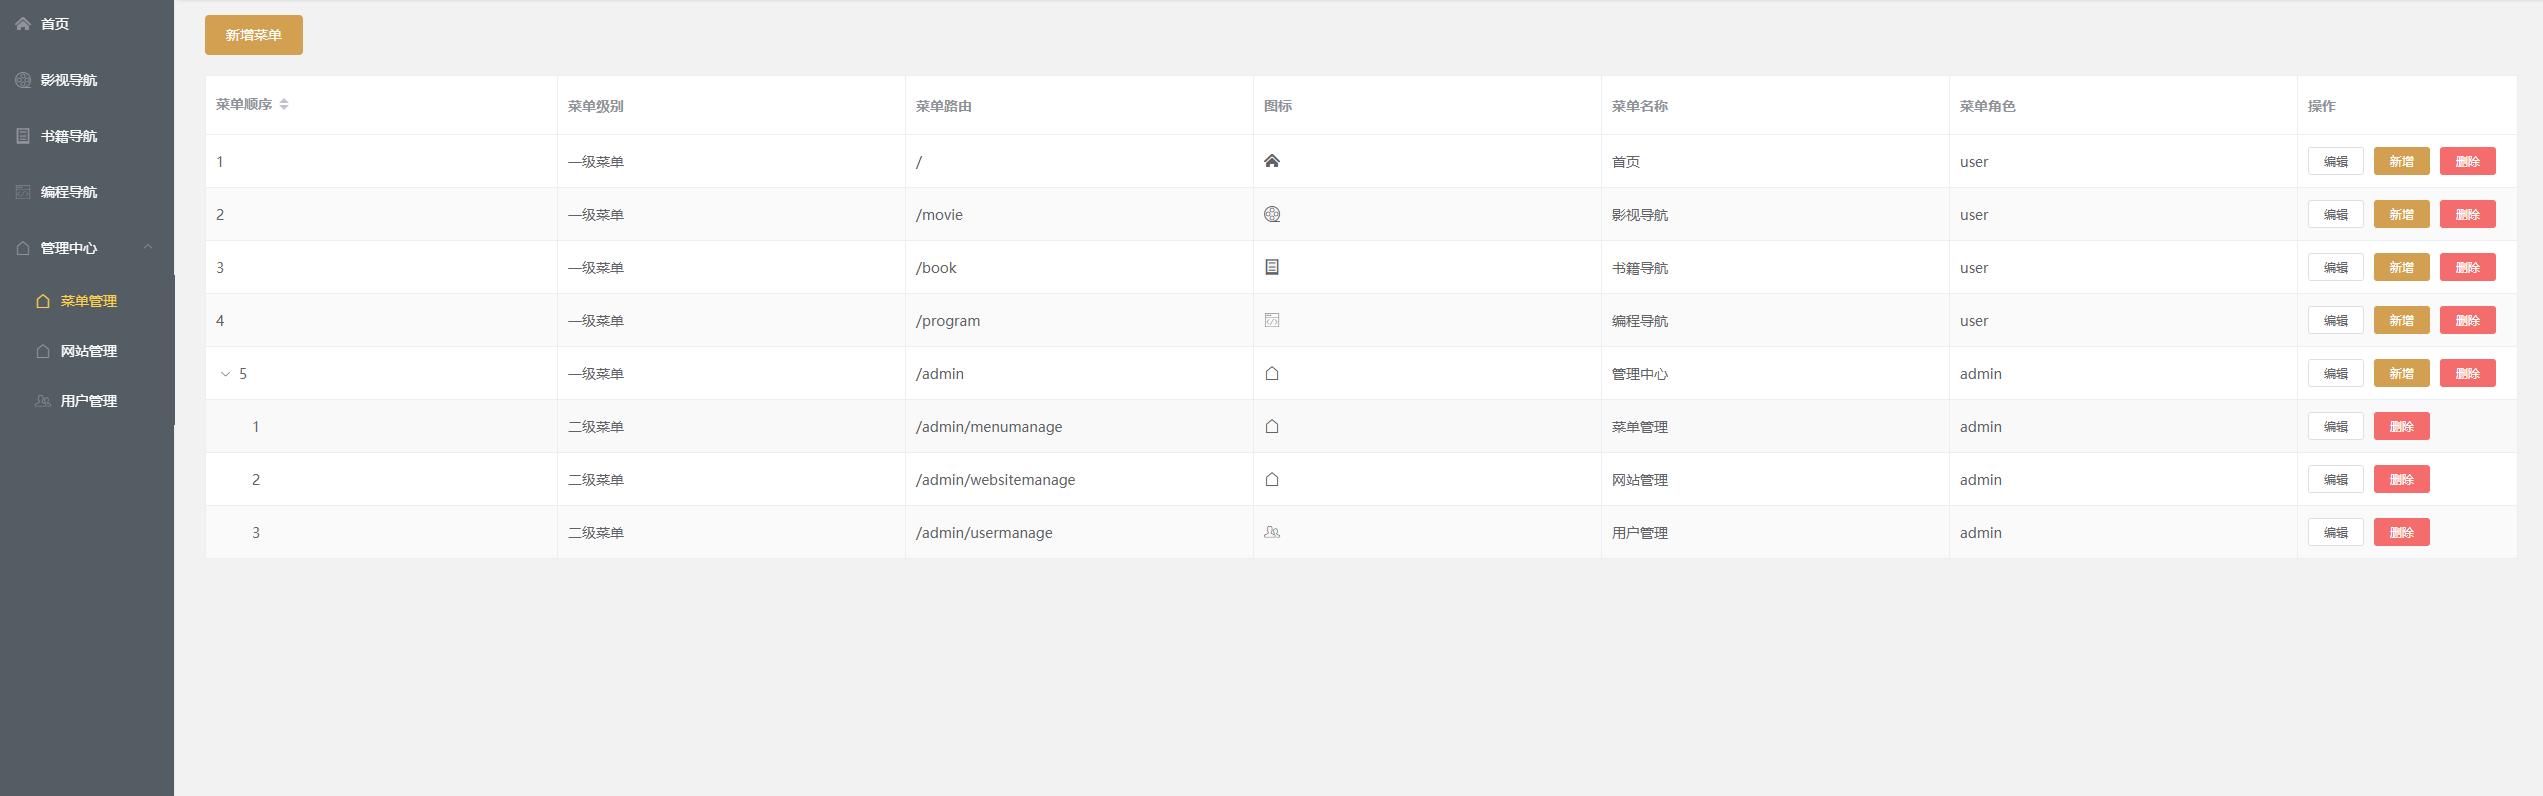 首页
影视导航
书籍导航
编程导航
管理中心
菜单管理
网站管理
用户管理
新增菜单
菜单顺序 菜单级别 菜单路由 图标 菜单名称 菜单角色 操作
1 一级菜单 / 首页 user 编辑 新增 删除
2 一级菜单 /movie 影视导航 user 编辑 新增 删除
3 一级菜单 /book 书籍导航 user 编辑 新增 删除
4 一级菜单 /program 编程导航 user 编辑 新增 删除
5 一级菜单 /admin 管理中心 admin 编辑 新增 删除
1 二级菜单 /admin/menumanage 菜单管理 admin 编辑 删除
2 二级菜单 /admin/websitemanage 网站管理 admin 编辑 删除
3 二级菜单 /admin/usermanage 用户管理 admin 编辑 删除